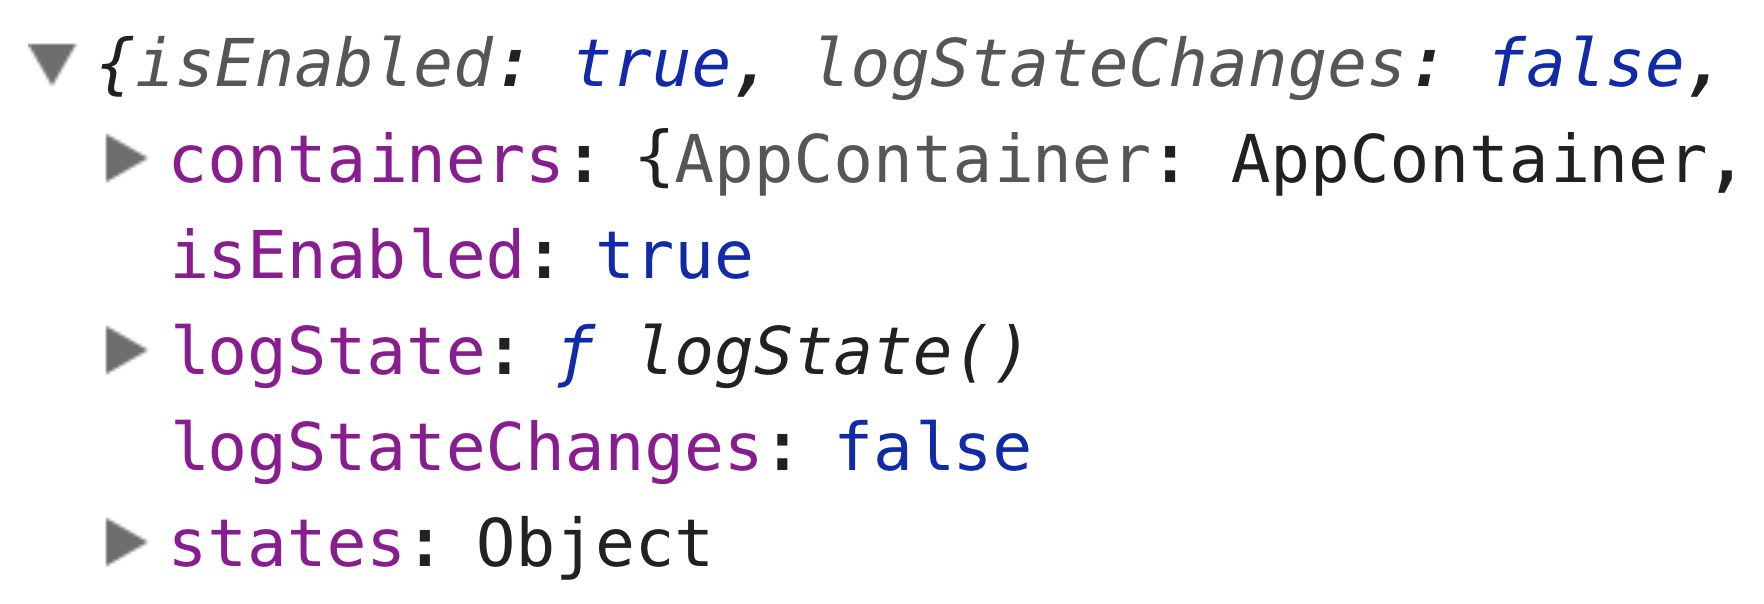 {isEnabled: true, logStateChanges: false,
containers: {AppContainer: AppContainer,
isEnabled: true
logState: ƒ logState()
logStateChanges: false
states: Object